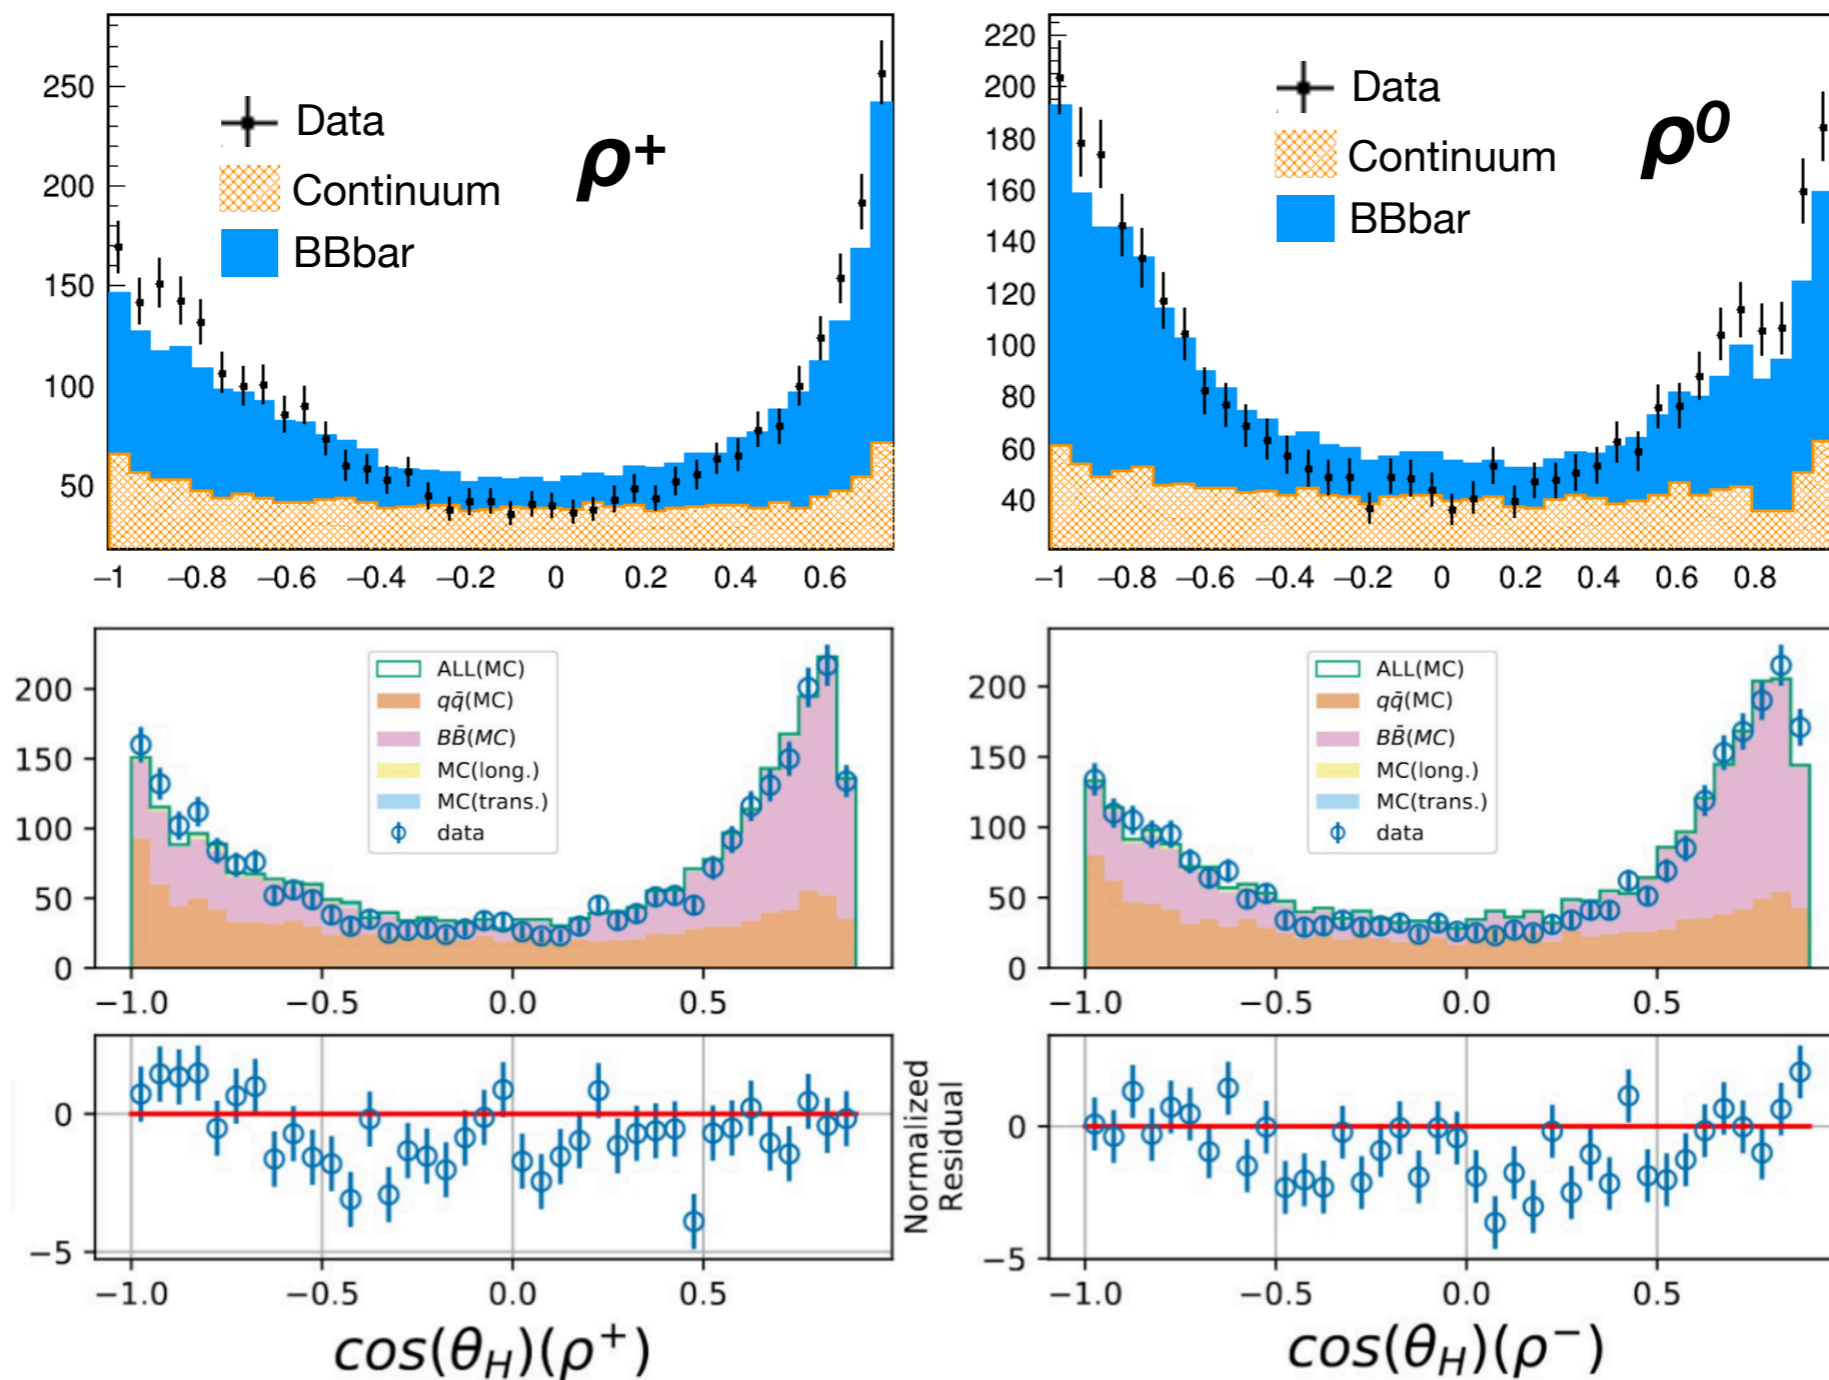 250
200
150
100
50
Data
Continuum
BBbar
ρ+
−1 −0.8 −0.6 −0.4 −0.2 0 0.2 0.4 0.6
220
200
180
160
140
120
100
80
60
40
Data
Continuum
BBbar
ρ0
−1 −0.8 −0.6 −0.4 −0.2 0 0.2 0.4 0.6 0.8
200
150
100
50
0
ALL(MC)
qq̄(MC)
BB̄(MC)
MC(long.)
MC(trans.)
data
−1.0 −0.5 0.0 0.5
200
150
100
50
0
ALL(MC)
qq̄(MC)
BB̄(MC)
MC(long.)
MC(trans.)
data
−1.0 −0.5 0.0 0.5
0
−5
−1.0 −0.5 0.0 0.5
cos(θH)(ρ+)
Normalized
Residual
0
−5
−1.0 −0.5 0.0 0.5
cos(θH)(ρ−)